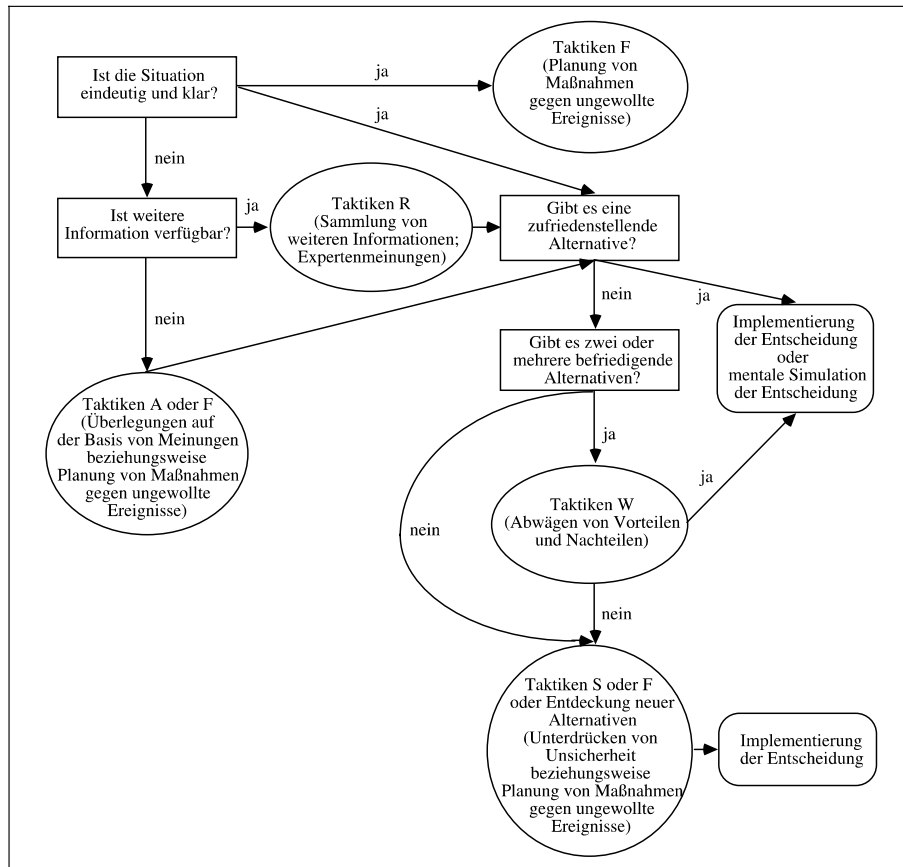 Taktiken F
(Planung von
Maßnahmen
gegen ungewollte
Ereignisse)
Ist die Situation
eindeutig und klar?
ja
ja
nein
Ist weitere
Information verfügbar?
ja
Taktiken R
(Sammlung von
weiteren Informationen;
Expertenmeinungen)
Gibt es eine
zufriedenstellende
Alternative?
nein
nein
ja
Gibt es zwei oder
mehrere befriedigende
Alternativen?
Implementierung
der Entscheidung
oder
mentale Simulation
der Entscheidung
Taktiken A oder F
(Überlegungen auf
der Basis von Meinungen
beziehungsweise
Planung von Maßnahmen
gegen ungewollte
Ereignisse)
ja
ja
nein
Taktiken W
(Abwägen von Vorteilen
und Nachteilen)
nein
Taktiken S oder F
oder Entdeckung neuer
Alternativen
(Unterdrücken von
Unsicherheit
beziehungsweise
Planung von Maßnahmen
gegen ungewollte
Ereignisse)
Implementierung
der Entscheidung